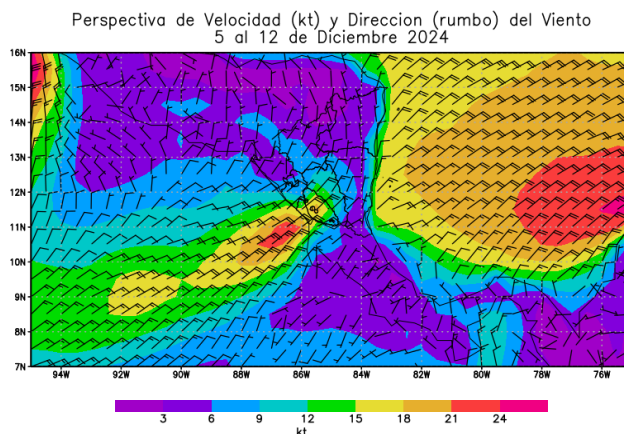 Perspectiva de Velocidad (kt) y Direccion (rumbo) del Viento
5 al 12 de Diciembre 2024
16N
15N
14N
13N
12N
11N
10N
9N
8N
7N
94W 92W 90W 88W 86W 84W 82W 80W 78W 76W
3 6 9 12 15 18 21 24
kt